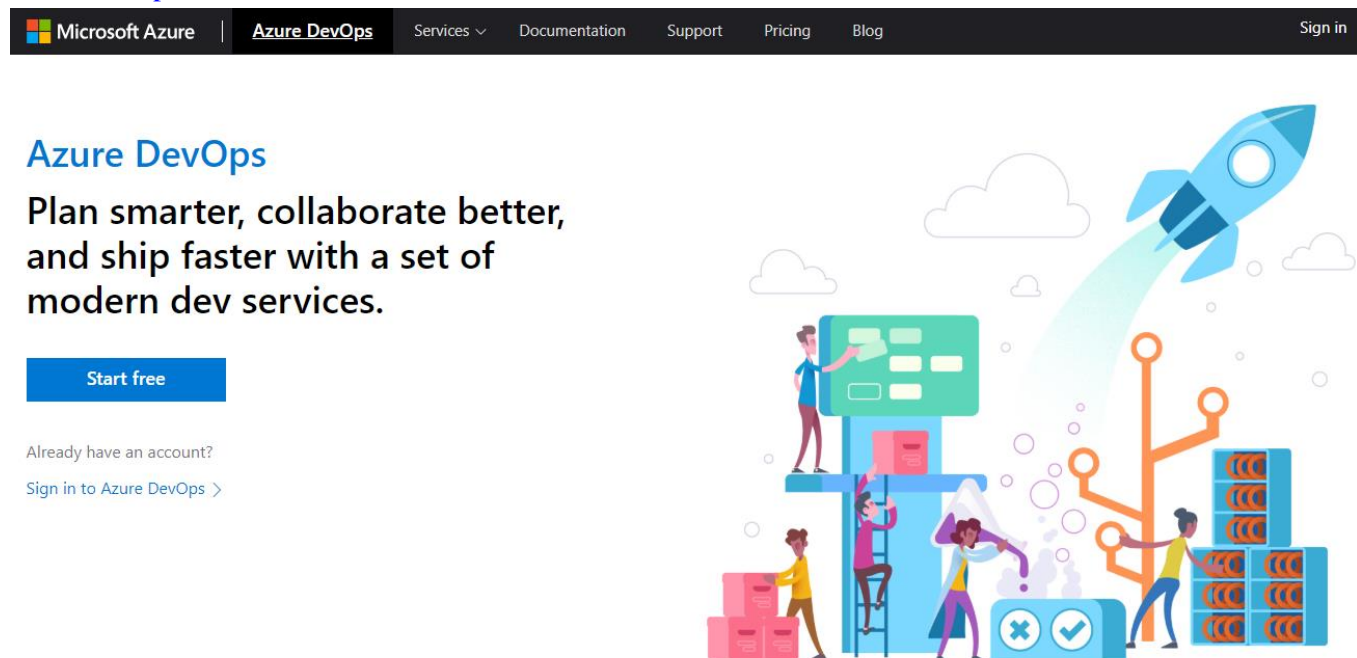 Microsoft Azure
Azure DevOps
Services
Documentation
Support
Pricing
Blog
Sign in
Azure DevOps
Plan smarter, collaborate better,
and ship faster with a set of
modern dev services.
Start free
Already have an account?
Sign in to Azure DevOps >